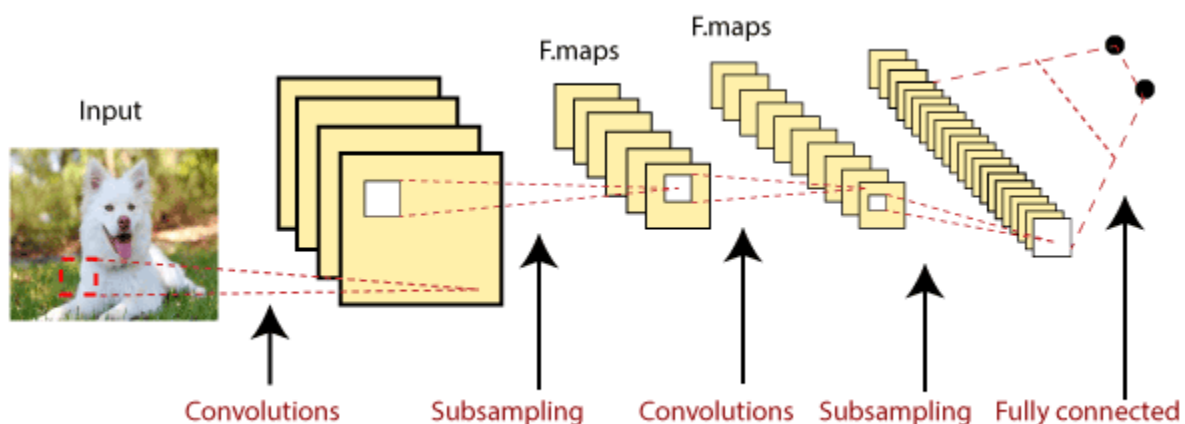 Input
F.maps
F.maps
Convolutions
Subsampling
Convolutions
Subsampling
Fully connected